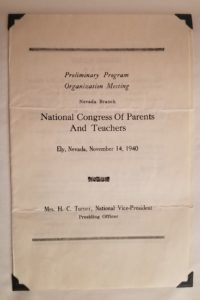 Preliminary Program
Organization Meeting
Nevada Branch
National Congress Of Parents
And Teachers
Ely, Nevada, November 14, 1940
Mrs. H. C. Turner, National Vice-President
Presiding Officer